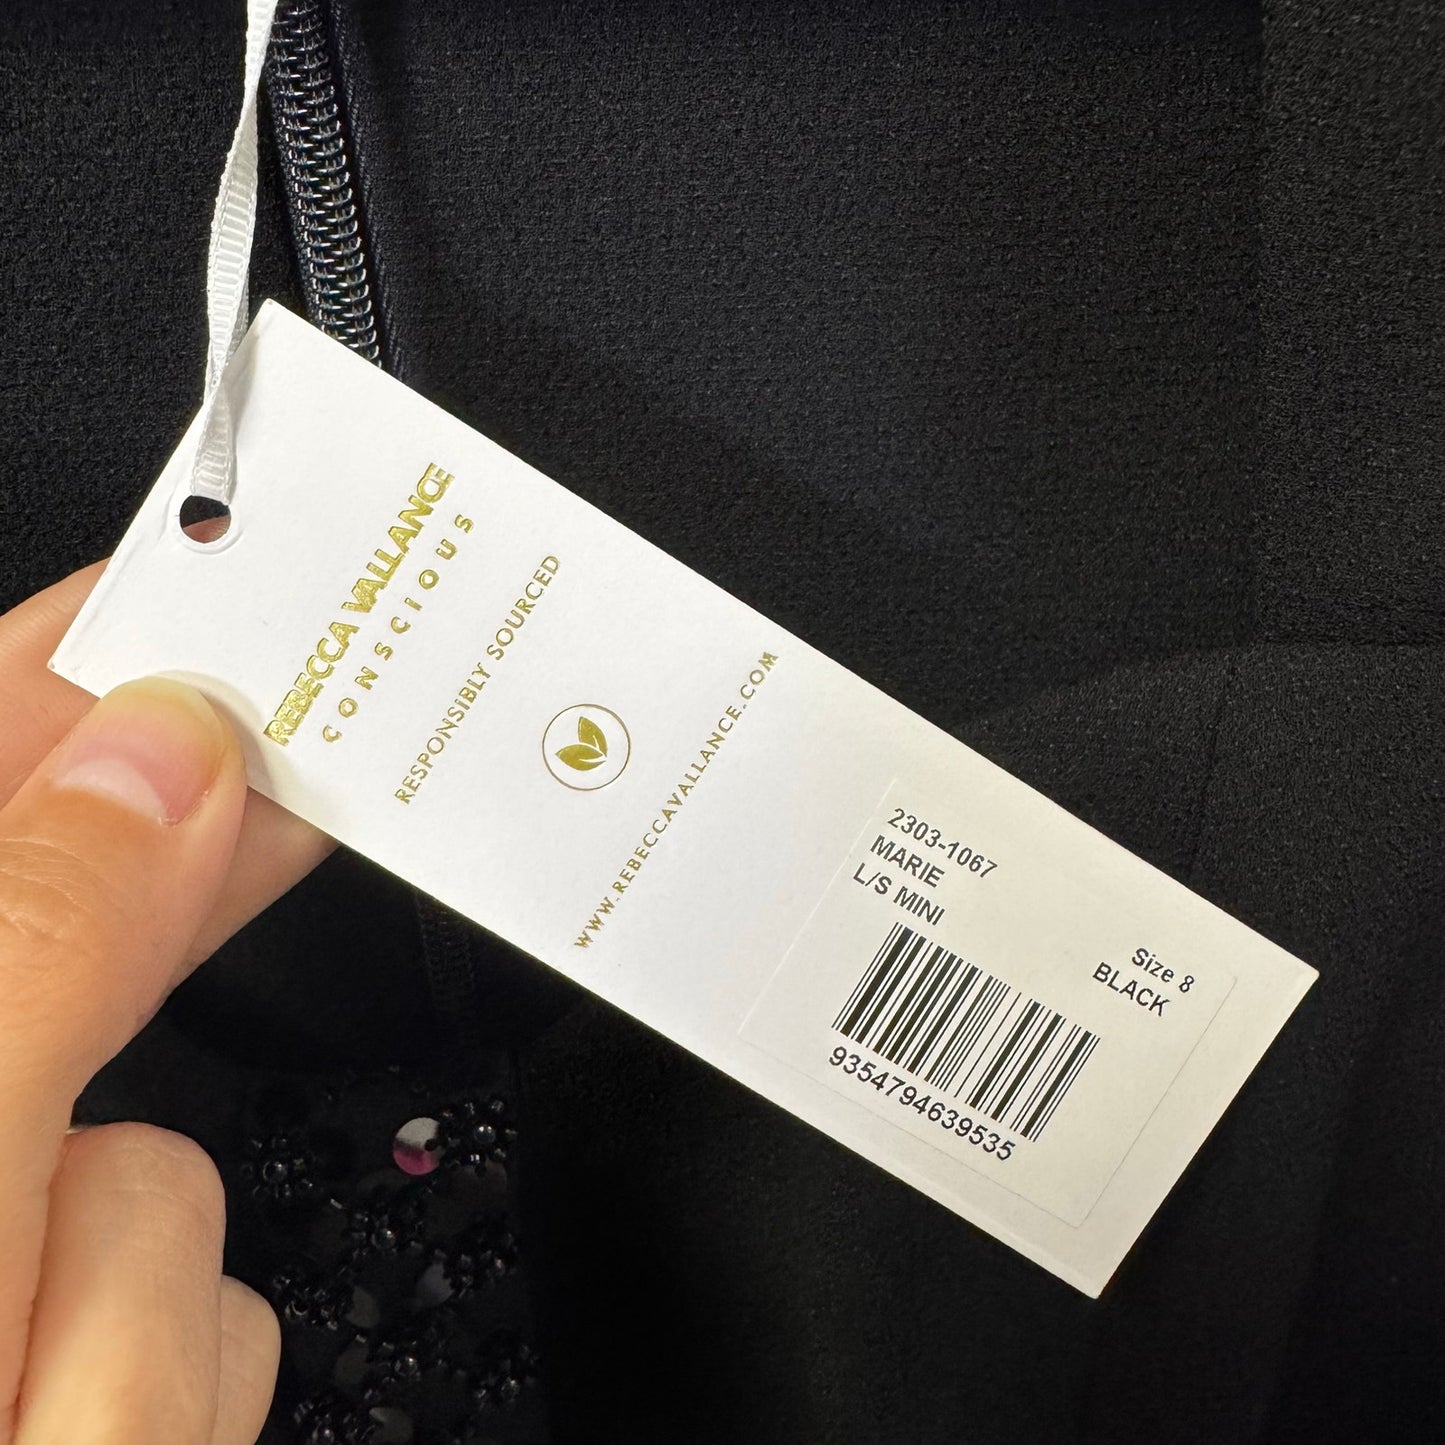 REBECCA VALLANCE
CONSCIOUS
RESPONSIBLY SOURCED
WWW.REBECCAVALLANCE.COM
2303-1067
MARIE
L/S MINI
Size 8
BLACK
9354794639535